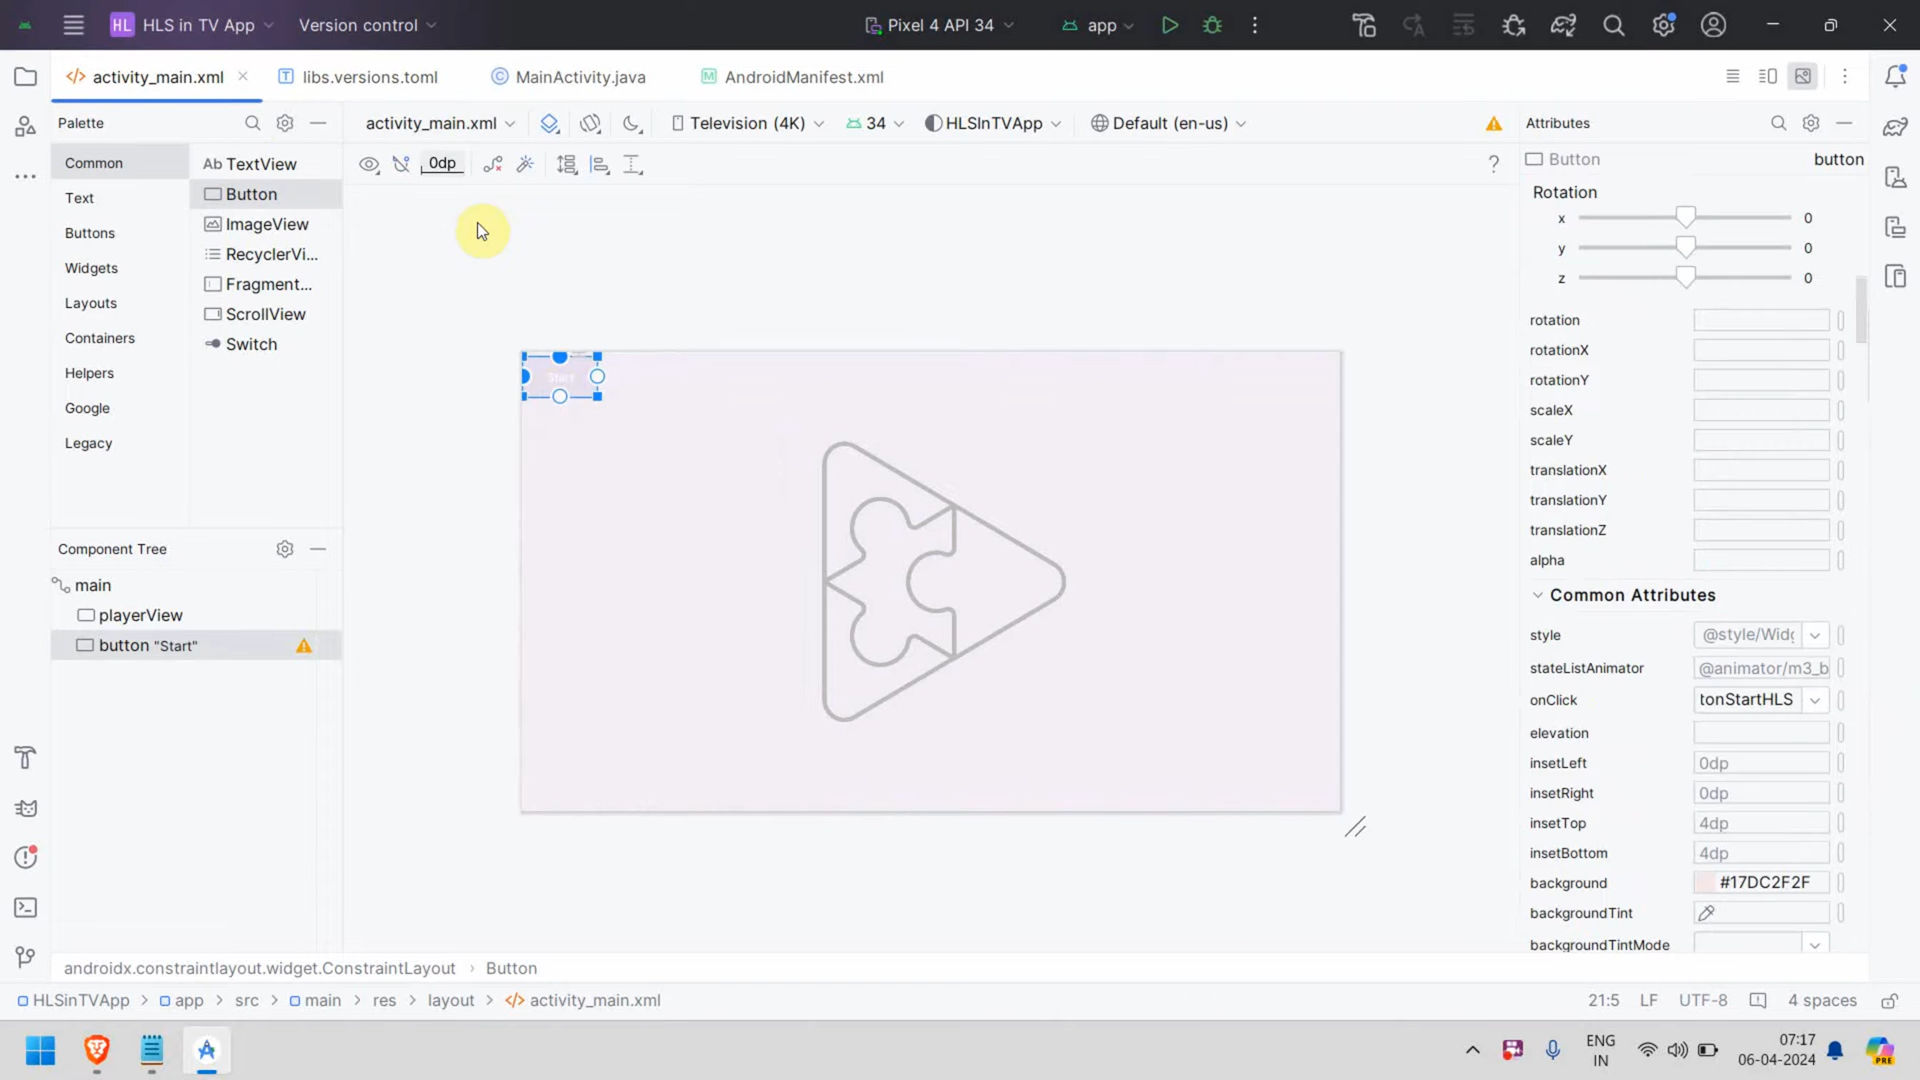 HL HLS in TV App Version control Pixel 4 API 34 app
activity_main.xml libs.versions.toml MainActivity.java AndroidManifest.xml
Palette
activity_main.xml 34 Television (4K) HLSInTVApp Default (en-us)
Attributes
Common
Text
Buttons
Widgets
Layouts
Containers
Helpers
Google
Legacy
Ab TextView
Button
ImageView
RecyclerVi...
Fragment...
ScrollView
Switch
0dp
?
Start
Component Tree
main
playerView
button "Start"
Button button
Rotation
x 0
y 0
z 0
rotation
rotationX
rotationY
scaleX
scaleY
translationX
translationY
translationZ
alpha
Common Attributes
style @style/Widg
stateListAnimator @animator/m3_b
onClick tonStartHLS
elevation
insetLeft 0dp
insetRight 0dp
insetTop 4dp
insetBottom 4dp
background #17DC2F2F
backgroundTint
backgroundTintMode
androidx.constraintlayout.widget.ConstraintLayout › Button
HLSinTVApp > app > src > main > res > layout > activity_main.xml
21:5 LF UTF-8 4 spaces
ENG
IN
07:17
06-04-2024
PRE